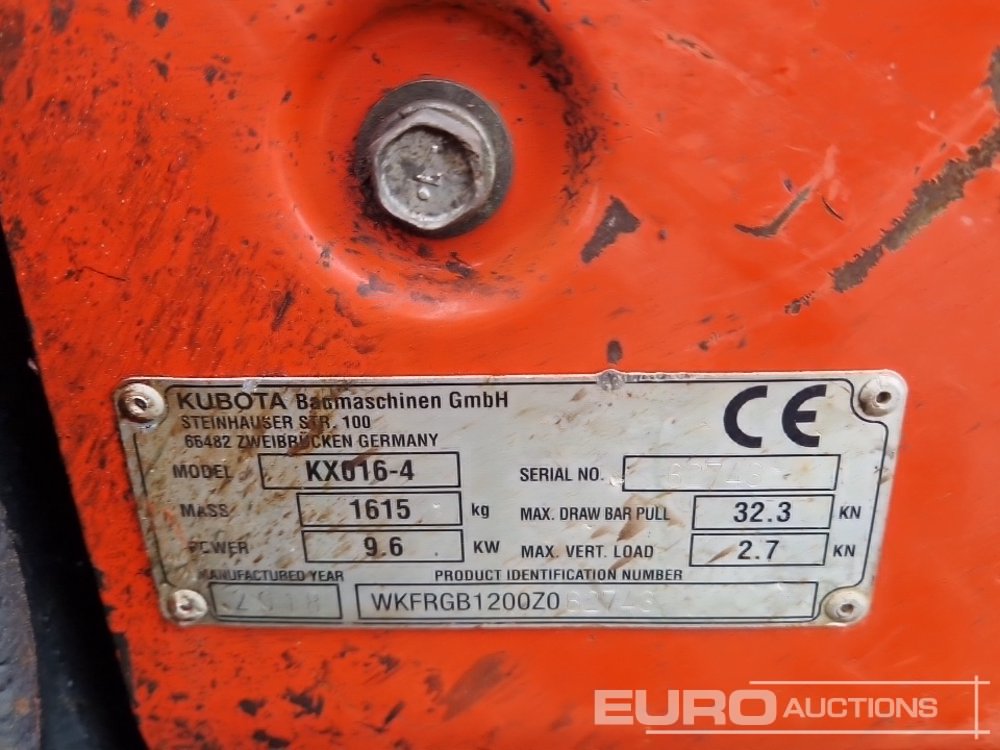 KUBOTA Baumaschinen GmbH
STEINHAUSER STR, 100
66482 ZWEIBRÜCKEN GERMANY
CE
MODEL KX016-4
SERIAL NO.
MASS 1615 kg
MAX. DRAW BAR PULL 32.3 KN
POWER 9.6 KW
MAX. VERT. LOAD 2.7 KN
MANUFACTURED YEAR PRODUCT IDENTIFICATION NUMBER
2018 WKFRGB1200Z0
EURO AUCTIONS